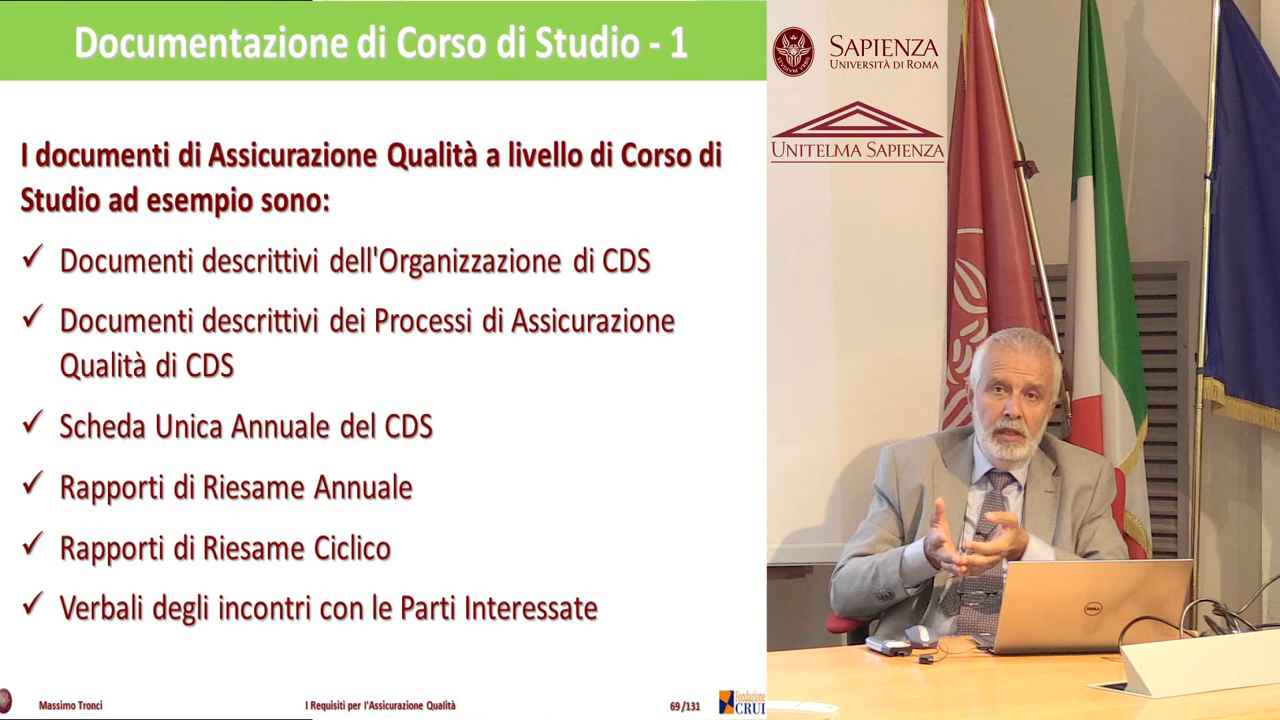 Documentazione di Corso di Studio - 1
I documenti di Assicurazione Qualità a livello di Corso di
Studio ad esempio sono:
✓ Documenti descrittivi dell'Organizzazione di CDS
✓ Documenti descrittivi dei Processi di Assicurazione
Qualità di CDS
✓ Scheda Unica Annuale del CDS
✓ Rapporti di Riesame Annuale
✓ Rapporti di Riesame Ciclico
✓ Verbali degli incontri con le Parti Interessate
Massimo Tronci
I Requisiti per l'Assicurazione Qualità
69 /131
Fondazione
CRUI
SAPIENZA
UNIVERSITÀ DI ROMA
UNITELMA SAPIENZA
DELL